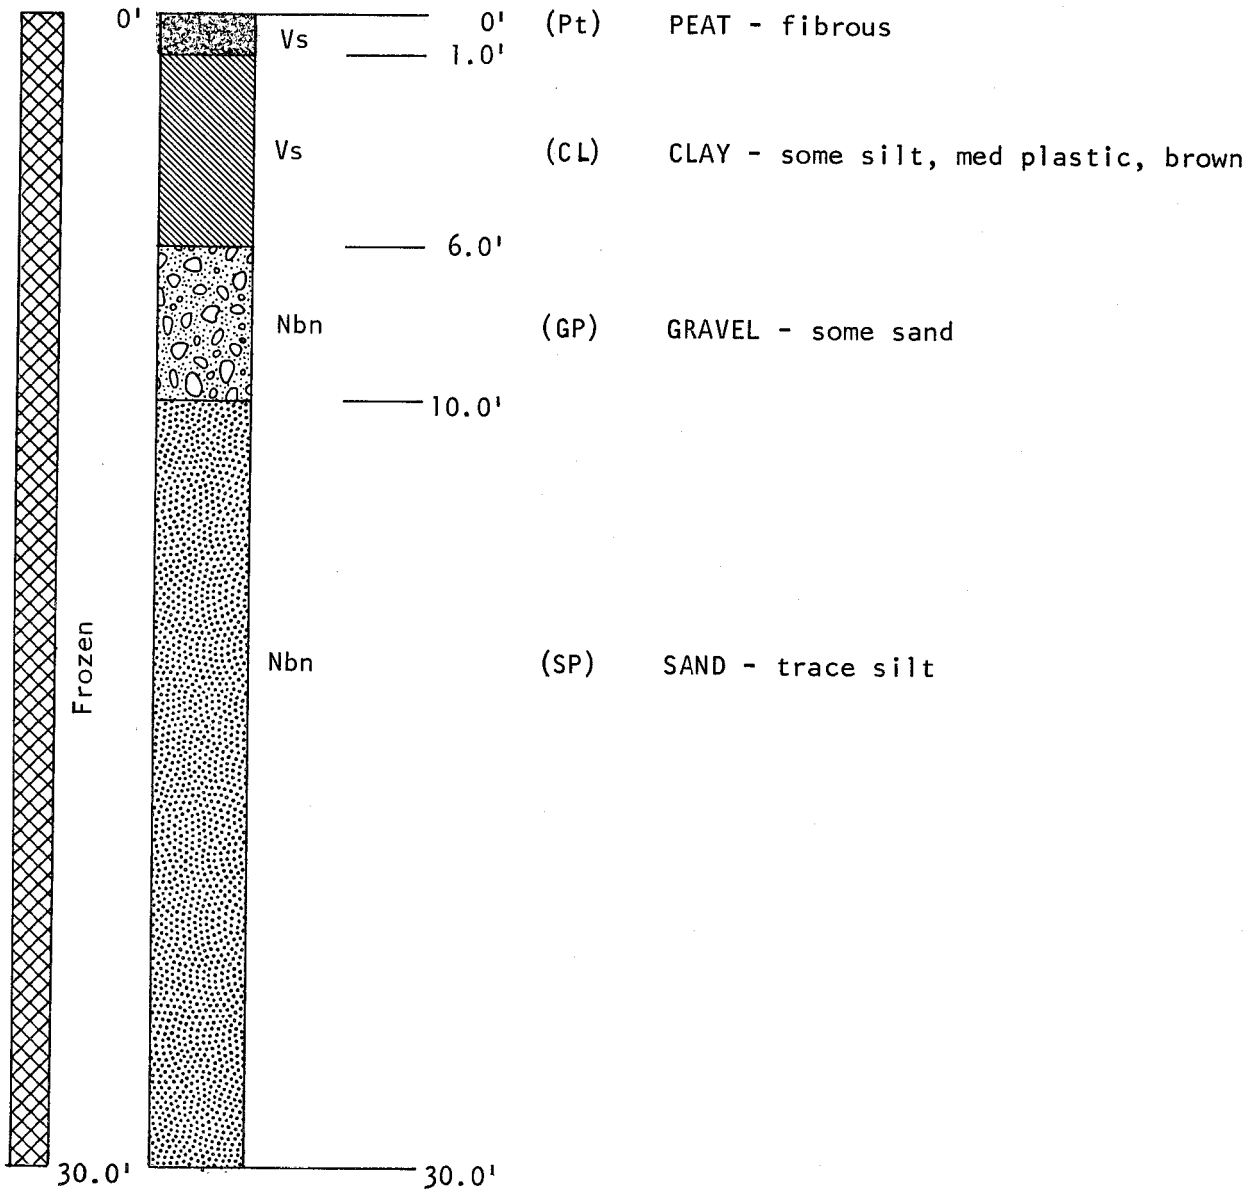 0' 0' (Pt) PEAT - fibrous
Vs
1.0'
Vs (CL) CLAY - some silt, med plastic, brown
6.0'
Nbn (GP) GRAVEL - some sand
10.0'
Frozen
Nbn (SP) SAND - trace silt
30.0' 30.0'